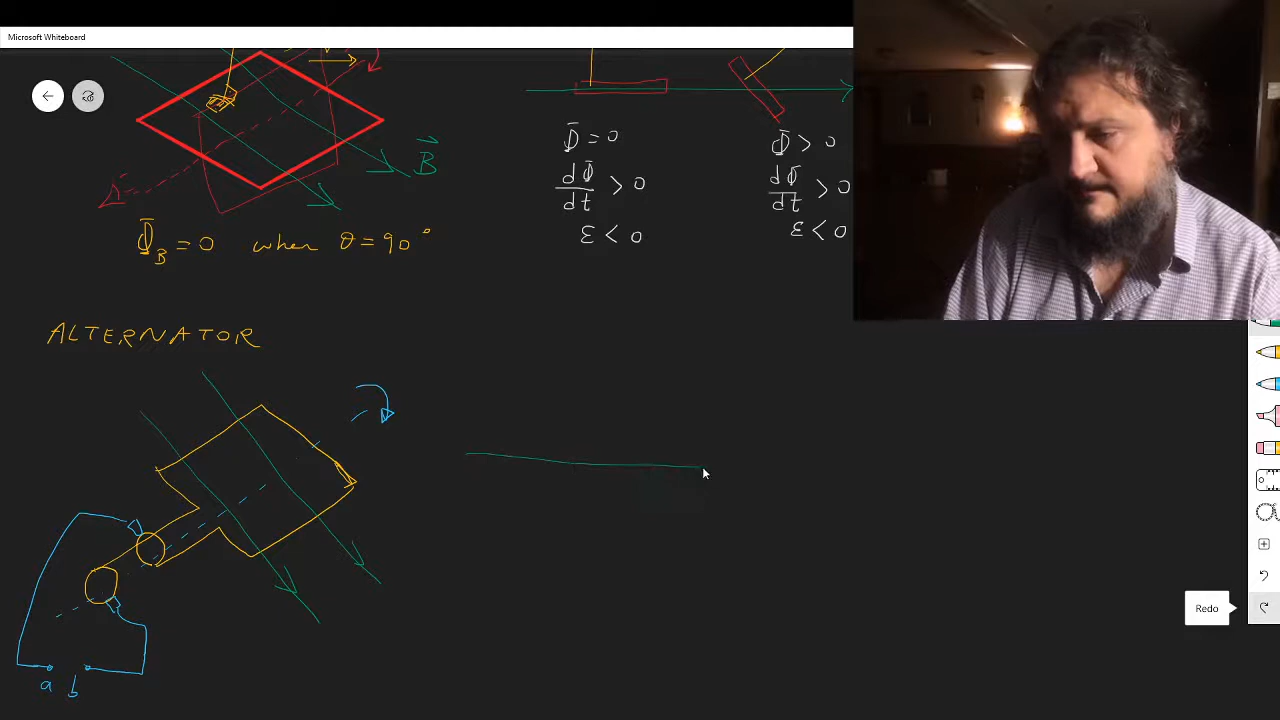 Microsoft Whiteboard
V
B
Φ_B = 0 when θ = 90°
Φ = 0
dΦ/dt > 0
ε < 0
Φ > 0
dΦ/dt > 0
ε < 0
ALTERNATOR
a b
Redo